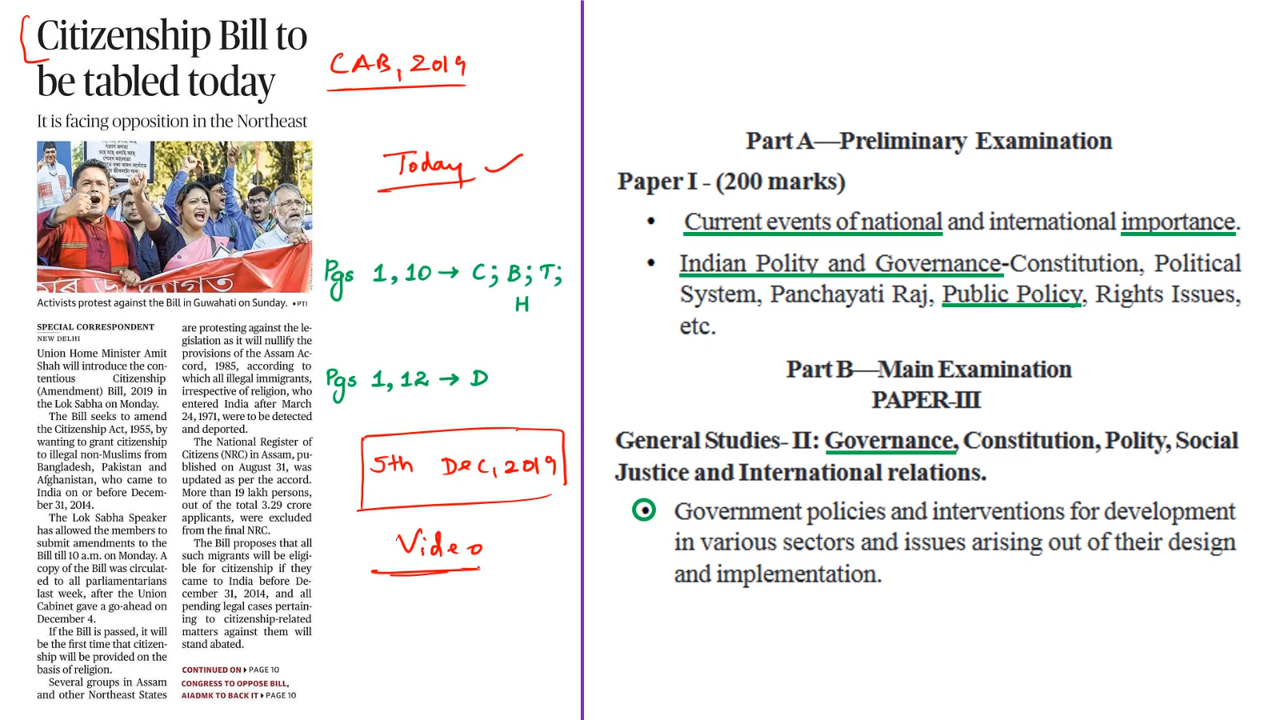 Citizenship Bill to
be tabled today
It is facing opposition in the Northeast
Activists protest against the Bill in Guwahati on Sunday. •PTI
SPECIAL CORRESPONDENT
NEW DELHI
Union Home Minister Amit
Shah will introduce the con-
tentious Citizenship
(Amendment) Bill, 2019 in
the Lok Sabha on Monday.
The Bill seeks to amend
the Citizenship Act, 1955, by
wanting to grant citizenship
to illegal non-Muslims from
Bangladesh, Pakistan and
Afghanistan, who came to
India on or before Decem-
ber 31, 2014.
The Lok Sabha Speaker
has allowed the members to
submit amendments to the
Bill till 10 a.m. on Monday. A
copy of the Bill was circulat-
ed to all parliamentarians
last week, after the Union
Cabinet gave a go-ahead on
December 4.
If the Bill is passed, it will
be the first time that citizen-
ship will be provided on the
basis of religion.
Several groups in Assam
and other Northeast States
are protesting against the le-
gislation as it will nullify the
provisions of the Assam Ac-
cord, 1985, according to
which all illegal immigrants,
irrespective of religion, who
entered India after March
24, 1971, were to be detected
and deported.
The National Register of
Citizens (NRC) in Assam, pu-
blished on August 31, was
updated as per the accord.
More than 19 lakh persons,
out of the total 3.29 crore
applicants, were excluded
from the final NRC.
The Bill proposes that all
such migrants will be eligi-
ble for citizenship if they
came to India before De-
cember 31, 2014, and all
pending legal cases pertain-
ing to citizenship-related
matters against them will
stand abated.
CONTINUED ON ▸ PAGE 10
CONGRESS TO OPPOSE BILL,
AIADMK TO BACK IT ▸ PAGE 10
CAB, 2019
Today ✓
Pgs 1, 10 → C; B; T;
H
Pgs 1, 12 → D
5th Dec, 2019
Video
Part A—Preliminary Examination
Paper I - (200 marks)
• Current events of national and international importance.
• Indian Polity and Governance-Constitution, Political
System, Panchayati Raj, Public Policy, Rights Issues,
etc.
Part B—Main Examination
PAPER-III
General Studies- II: Governance, Constitution, Polity, Social
Justice and International relations.
• Government policies and interventions for development
in various sectors and issues arising out of their design
and implementation.